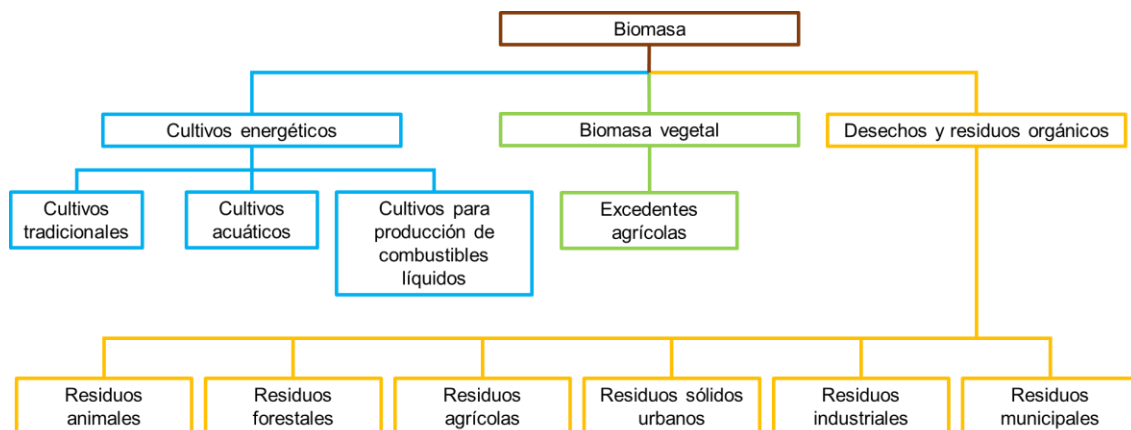 Biomasa
Cultivos energéticos
Biomasa vegetal
Desechos y residuos orgánicos
Cultivos
tradicionales
Cultivos
acuáticos
Cultivos para
producción de
combustibles
líquidos
Excedentes
agrícolas
Residuos
animales
Residuos
forestales
Residuos
agrícolas
Residuos sólidos
urbanos
Residuos
industriales
Residuos
municipales